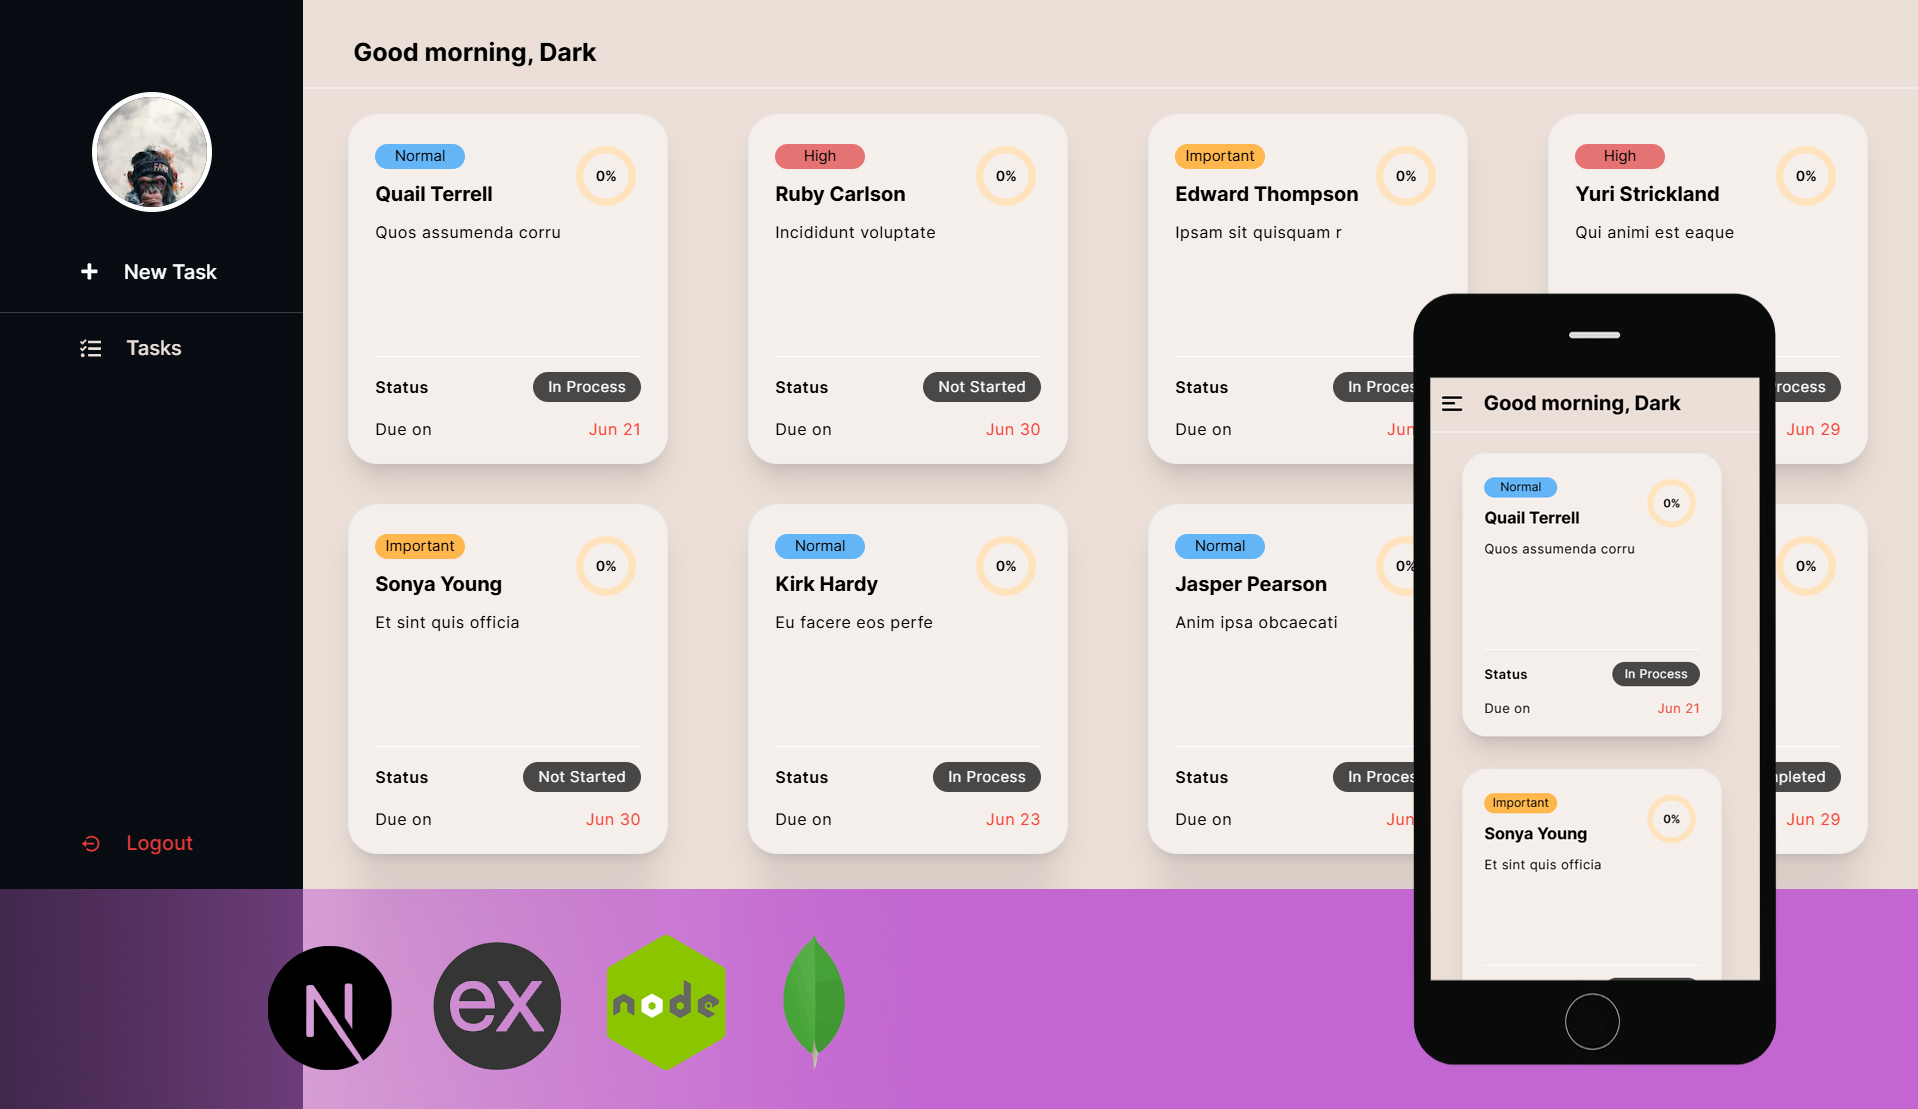 Good morning, Dark
New Task
Tasks
Logout
Normal
0%
Quail Terrell
Quos assumenda corru
Status
In Process
Due on
Jun 21
High
0%
Ruby Carlson
Incididunt voluptate
Status
Not Started
Due on
Jun 30
Important
0%
Edward Thompson
Ipsam sit quisquam r
Status
In Proces
Due on
Jun
High
0%
Yuri Strickland
Qui animi est eaque
rocess
Jun 29
Important
0%
Sonya Young
Et sint quis officia
Status
Not Started
Due on
Jun 30
Normal
0%
Kirk Hardy
Eu facere eos perfe
Status
In Process
Due on
Jun 23
Normal
0%
Jasper Pearson
Anim ipsa obcaecati
Status
In Proces
Due on
Jun
0%
pleted
Jun 29
Good morning, Dark
Normal
0%
Quail Terrell
Quos assumenda corru
Status
In Process
Due on
Jun 21
Important
0%
Sonya Young
Et sint quis officia
N
ex
node